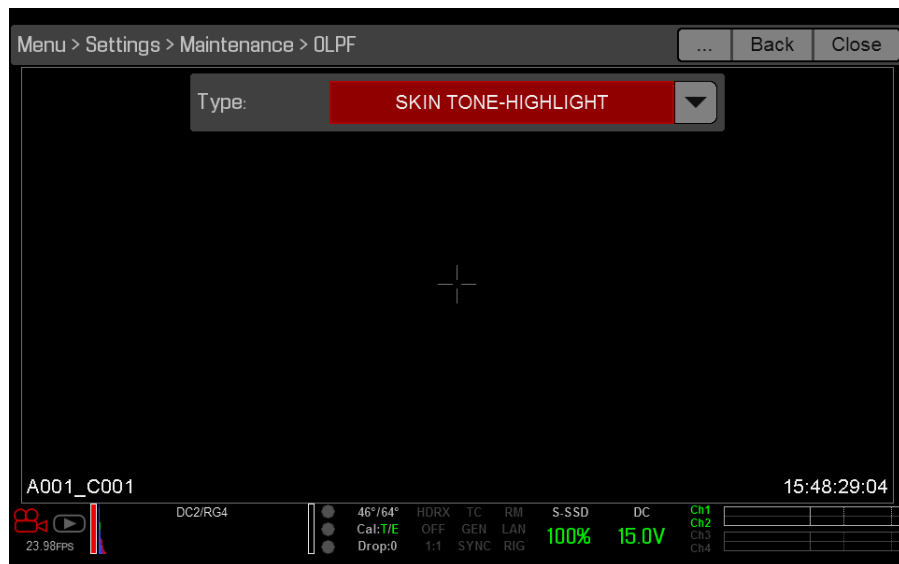 Menu > Settings > Maintenance > OLPF ... Back Close
Type: SKIN TONE-HIGHLIGHT
A001_C001 15:48:29:04
DC2/RG4 46°/64° HDRX TC RM S-SSD DC Ch1
Cal:T/E OFF GEN LAN 100% 15.0V Ch2
23.98FPS Drop:0 1:1 SYNC RIG Ch3
Ch4